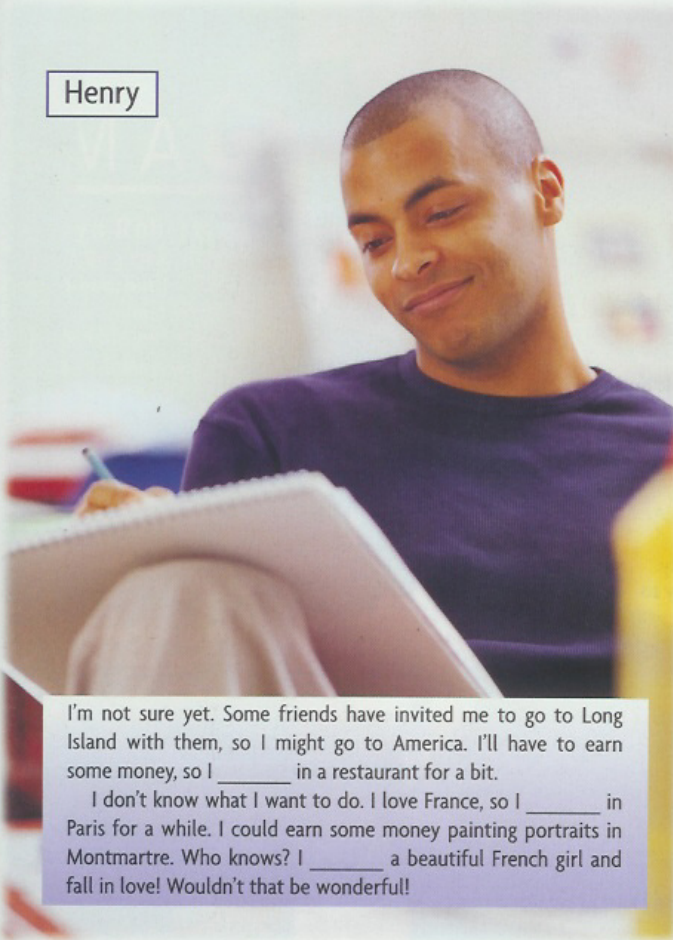 Henry
I'm not sure yet. Some friends have invited me to go to Long
Island with them, so I might go to America. I'll have to earn
some money, so I _______ in a restaurant for a bit.
I don't know what I want to do. I love France, so I _______ in
Paris for a while. I could earn some money painting portraits in
Montmartre. Who knows? I _______ a beautiful French girl and
fall in love! Wouldn't that be wonderful!